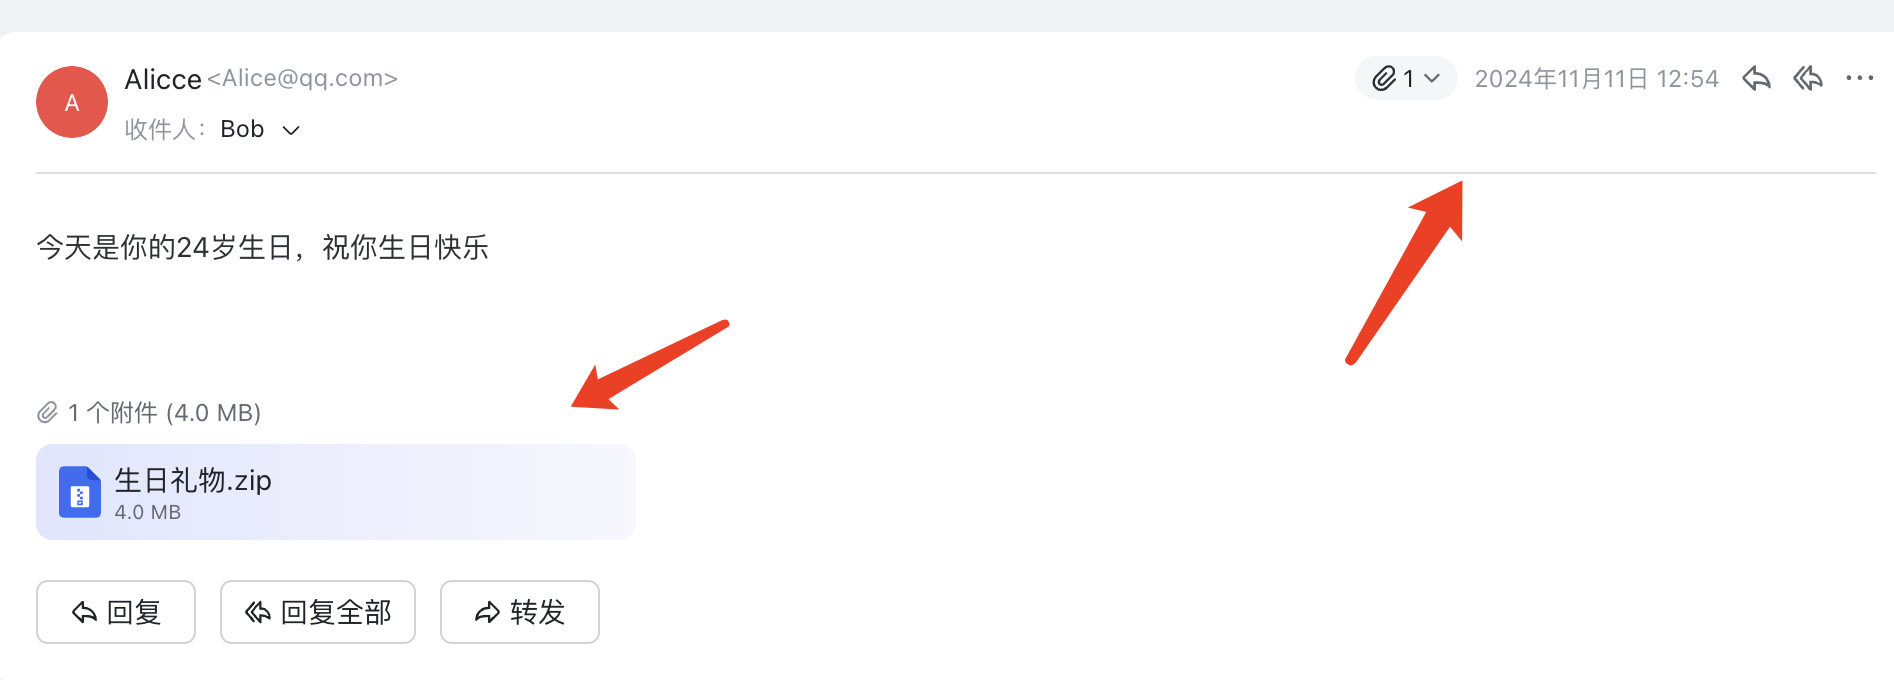 A
Alicce <Alice@qq.com>
1
2024年11月11日 12:54
收件人： Bob
今天是你的24岁生日，祝你生日快乐
1 个附件 (4.0 MB)
生日礼物.zip
4.0 MB
回复
回复全部
转发